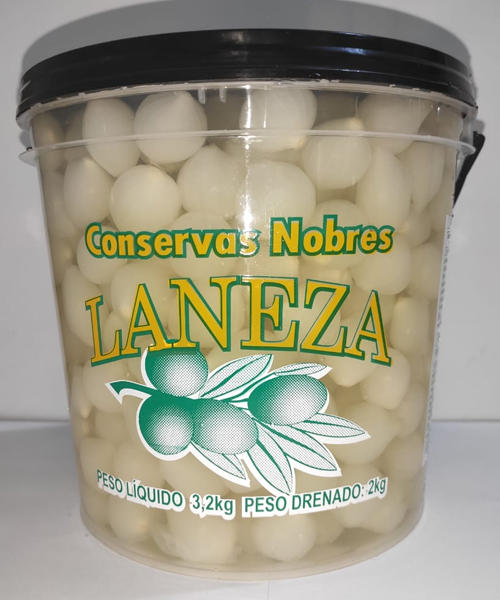 Conservas Nobres
LANEZA
PESO LÍQUIDO 3,2kg PESO DRENADO: 2kg